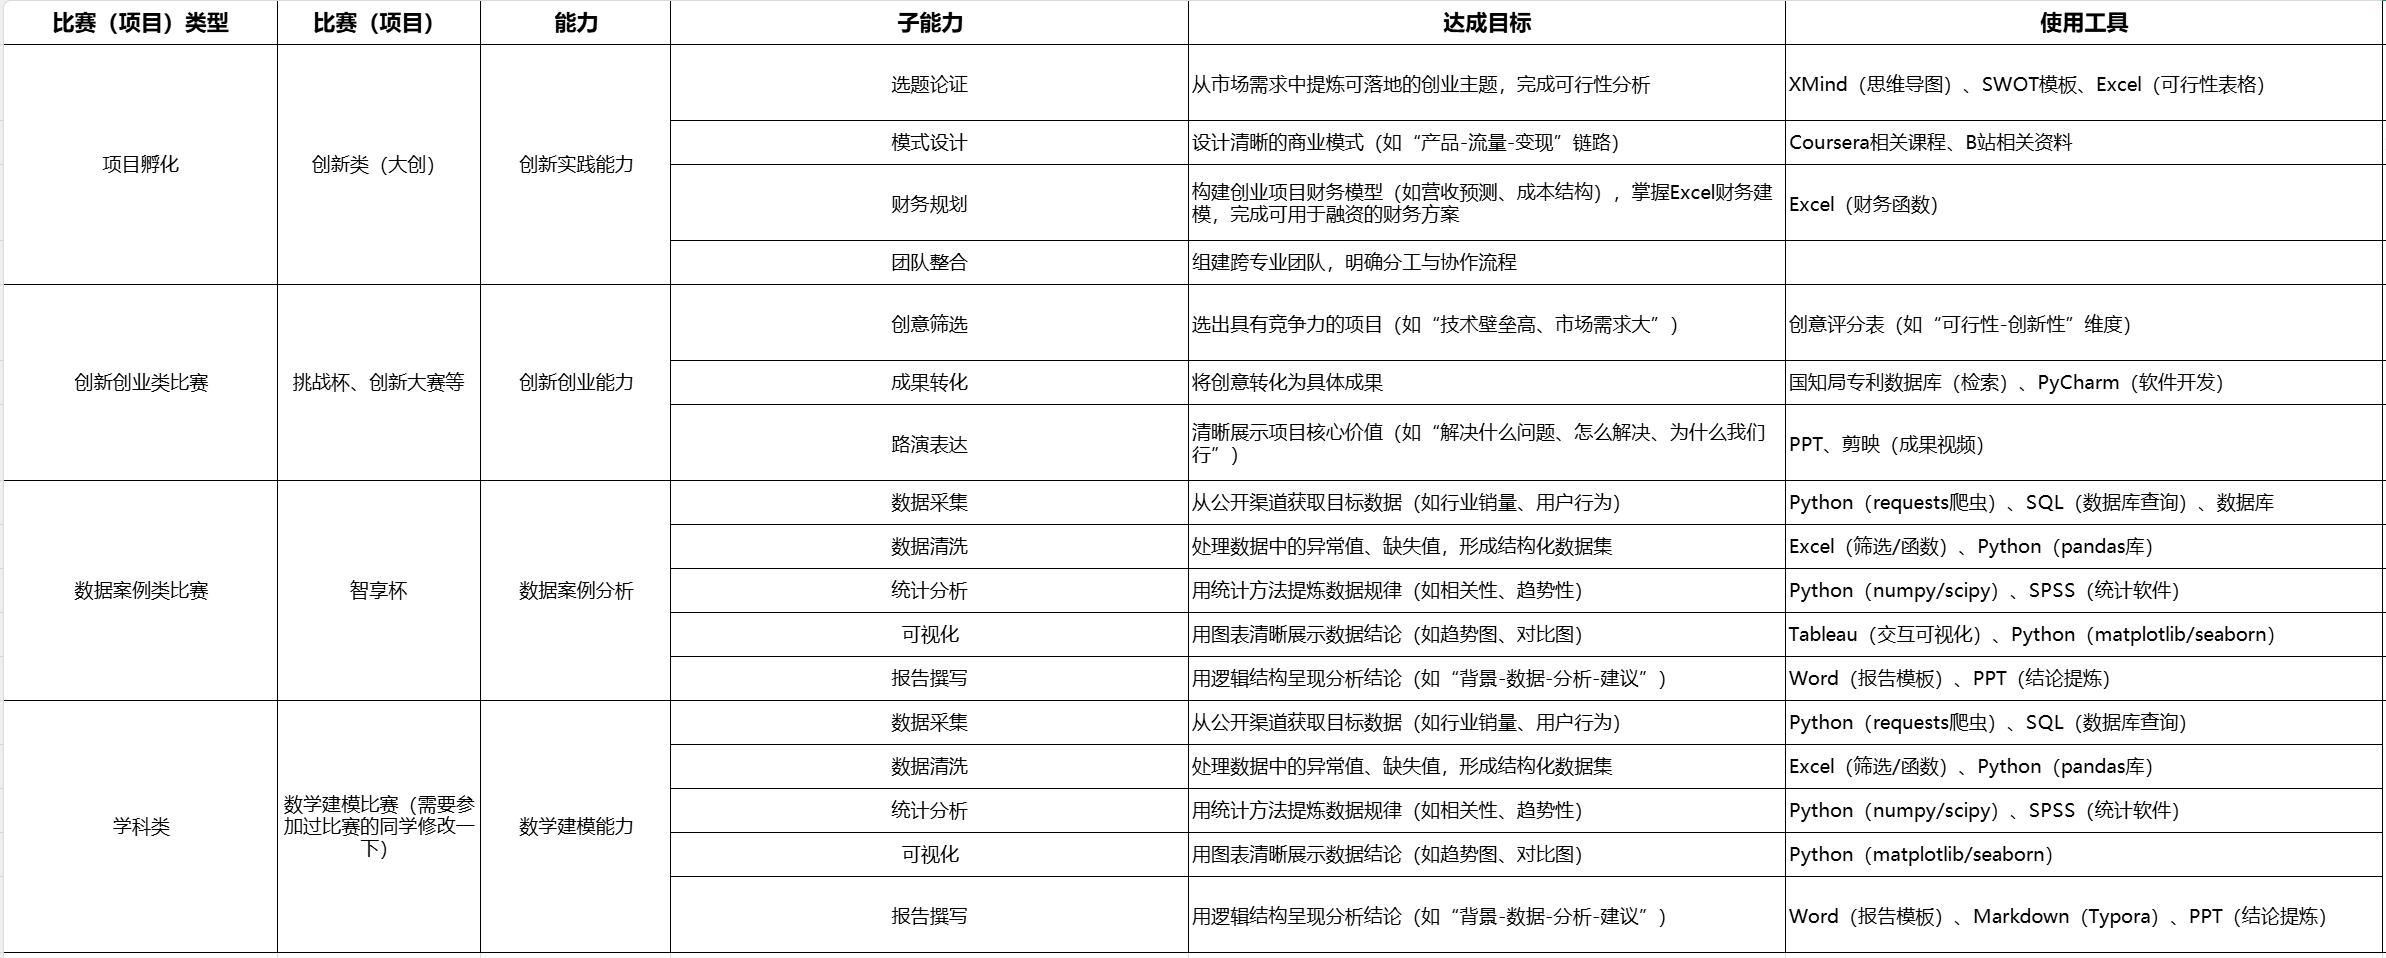 比赛（项目）类型	比赛（项目）	能力	子能力	达成目标	使用工具
项目孵化	创新类（大创）	创新实践能力	选题论证	从市场需求中提炼可落地的创业主题，完成可行性分析	XMind（思维导图）、SWOT模板、Excel（可行性表格）
模式设计	设计清晰的商业模式（如“产品-流量-变现”链路）	Coursera相关课程、B站相关资料
财务规划	构建创业项目财务模型（如营收预测、成本结构），掌握Excel财务建
模，完成可用于融资的财务方案	Excel（财务函数）
团队整合	组建跨专业团队，明确分工与协作流程
创新创业类比赛	挑战杯、创新大赛等	创新创业能力	创意筛选	选出具有竞争力的项目（如“技术壁垒高、市场需求大”）	创意评分表（如“可行性-创新性”维度）
成果转化	将创意转化为具体成果	国知局专利数据库（检索）、PyCharm（软件开发）
路演表达	清晰展示项目核心价值（如“解决什么问题、怎么解决、为什么我们
行”）	PPT、剪映（成果视频）
数据案例类比赛	智享杯	数据案例分析	数据采集	从公开渠道获取目标数据（如行业销量、用户行为）	Python（requests爬虫）、SQL（数据库查询）、数据库
数据清洗	处理数据中的异常值、缺失值，形成结构化数据集	Excel（筛选/函数）、Python（pandas库）
统计分析	用统计方法提炼数据规律（如相关性、趋势性）	Python（numpy/scipy）、SPSS（统计软件）
可视化	用图表清晰展示数据结论（如趋势图、对比图）	Tableau（交互可视化）、Python（matplotlib/seaborn）
报告撰写	用逻辑结构呈现分析结论（如“背景-数据-分析-建议”）	Word（报告模板）、PPT（结论提炼）
学科类	数学建模比赛（需要参
加过比赛的同学修改一
下）	数学建模能力	数据采集	从公开渠道获取目标数据（如行业销量、用户行为）	Python（requests爬虫）、SQL（数据库查询）
数据清洗	处理数据中的异常值、缺失值，形成结构化数据集	Excel（筛选/函数）、Python（pandas库）
统计分析	用统计方法提炼数据规律（如相关性、趋势性）	Python（numpy/scipy）、SPSS（统计软件）
可视化	用图表清晰展示数据结论（如趋势图、对比图）	Python（matplotlib/seaborn）
报告撰写	用逻辑结构呈现分析结论（如“背景-数据-分析-建议”）	Word（报告模板）、Markdown（Typora）、PPT（结论提炼）